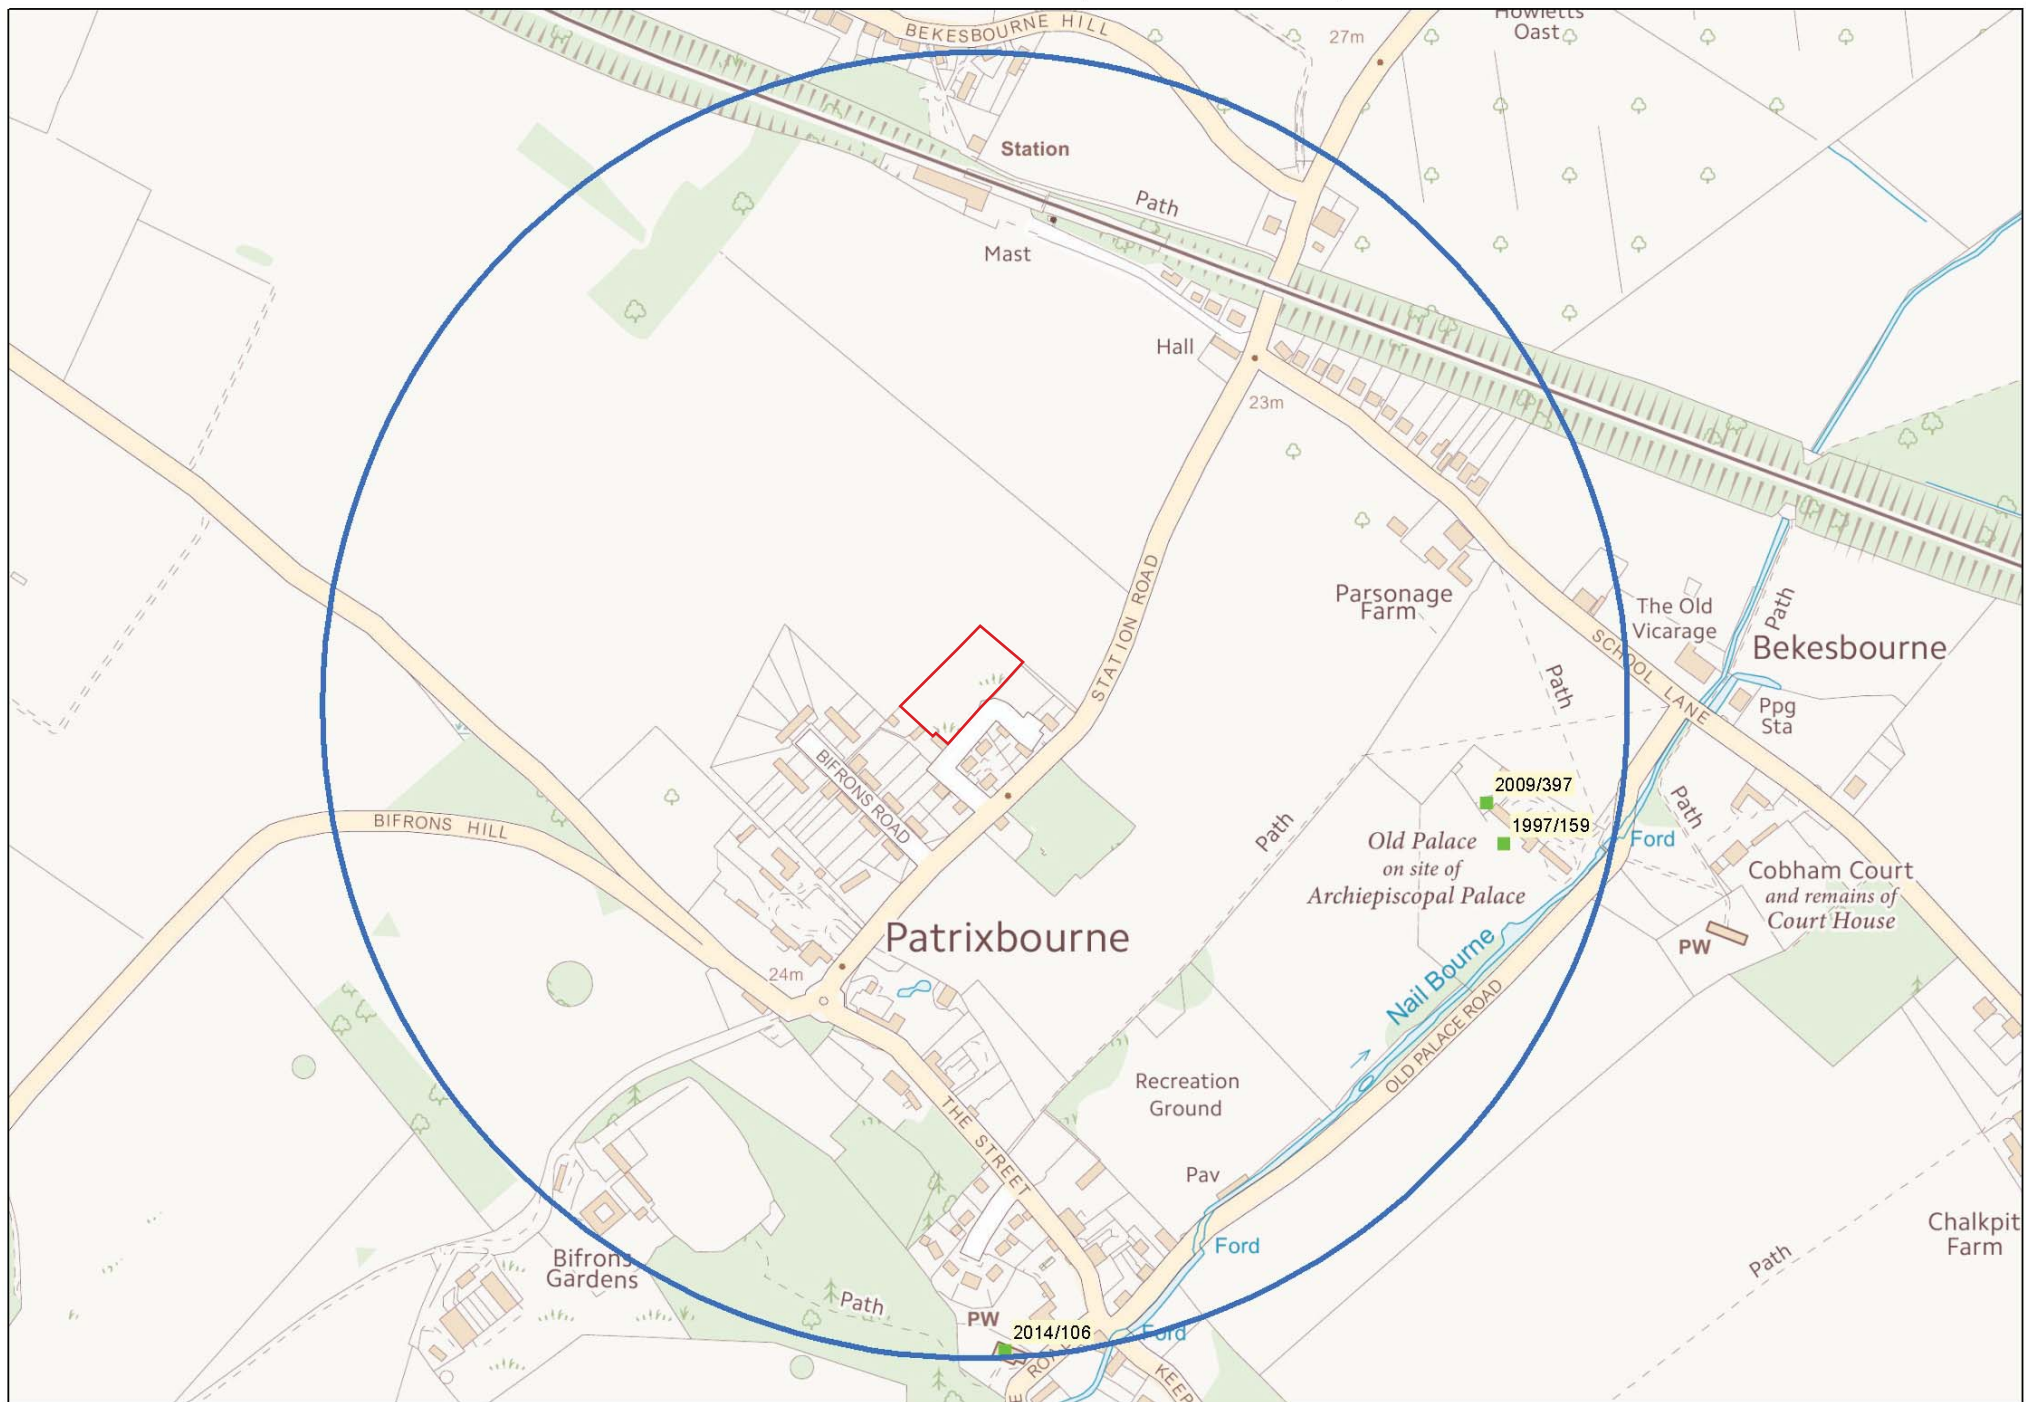 Howletts
Oast
BEKESBOURNE HILL
27m
Station
Path
Mast
Hall
23m
STATION ROAD
Parsonage
Farm
The Old
Vicarage
Path
Bekesbourne
SCHOOL LANE
Path
Ppg
Sta
BIFRONS ROAD
2009/397
1997/159
Path
Path
Ford
BIFRONS HILL
Old Palace
on site of
Archiepiscopal Palace
Cobham Court
and remains of
Court House
PW
Patrixbourne
24m
Nail Bourne
OLD PALACE ROAD
Recreation
Ground
THE STREET
Pav
Ford
Chalkpit
Farm
Path
Bifrons
Gardens
Path
PW
2014/106
Ford